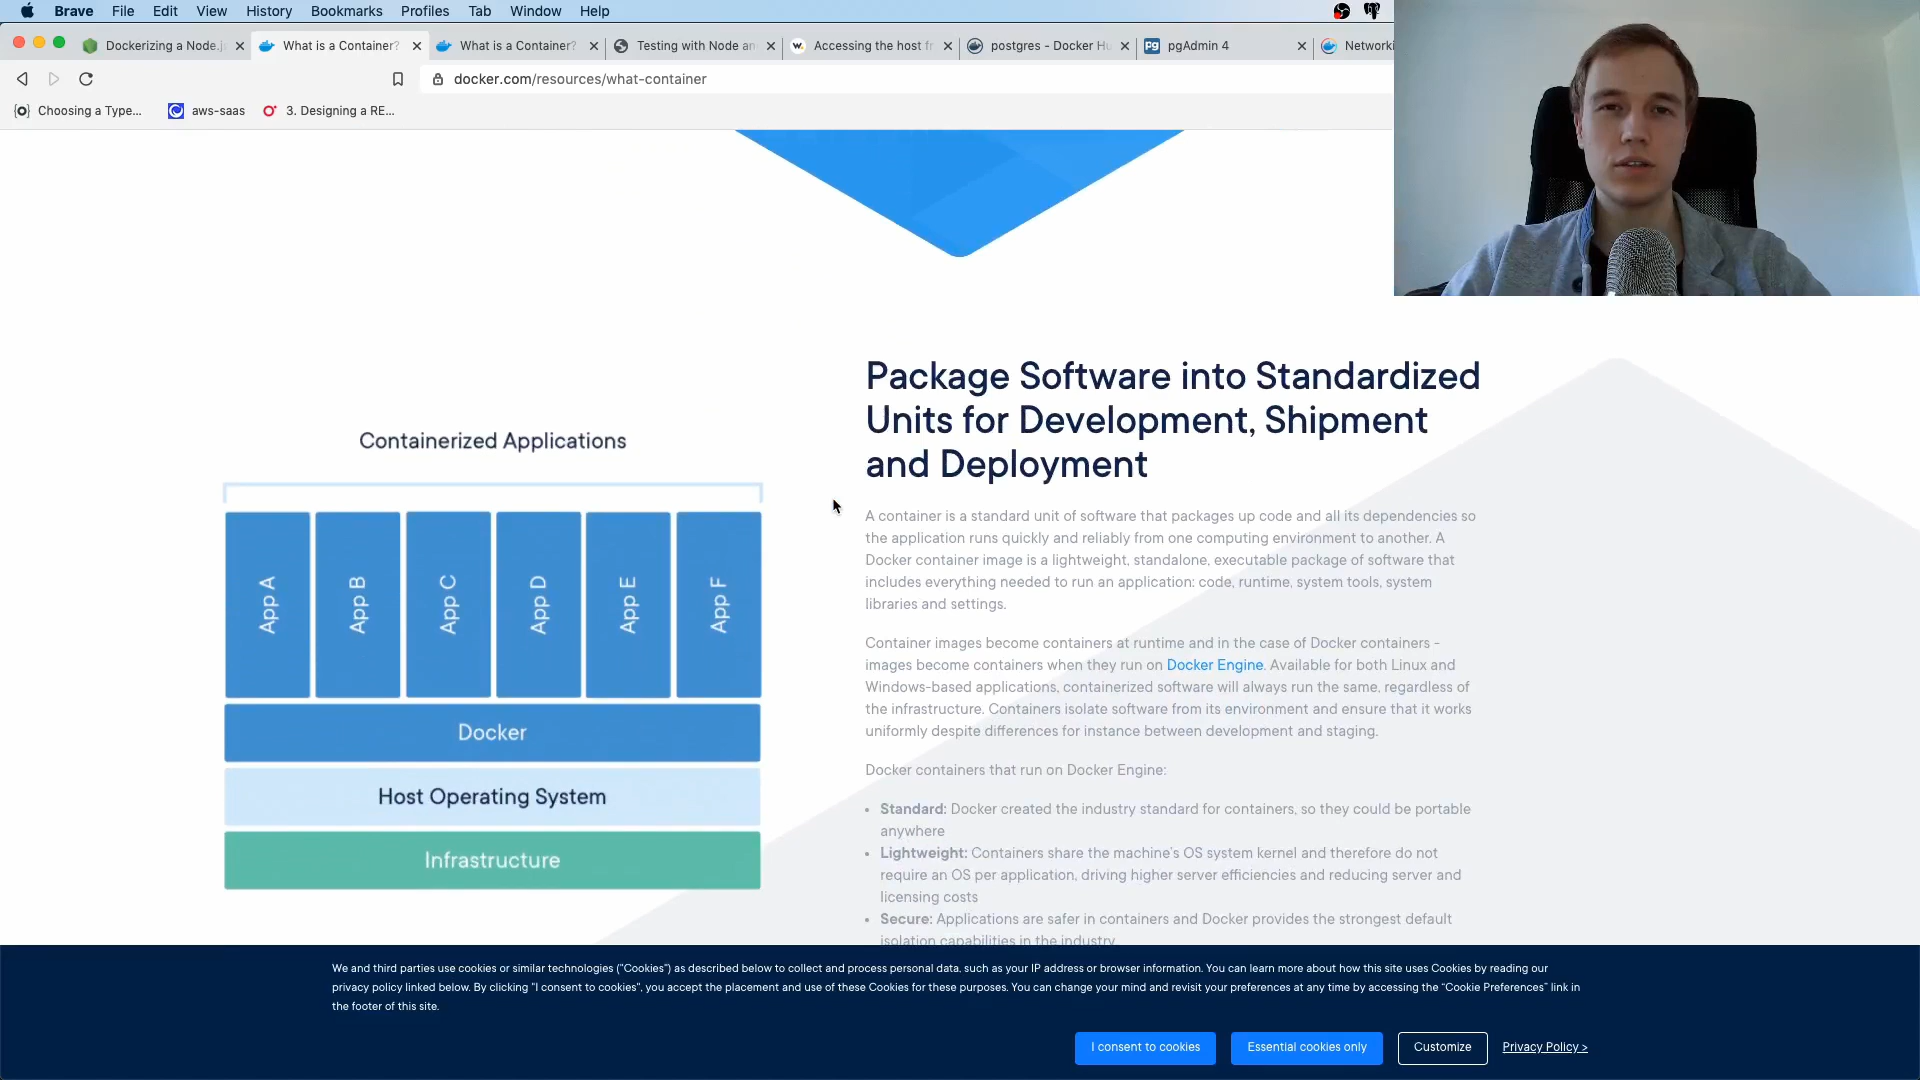 Brave File Edit View History Bookmarks Profiles Tab Window Help
Dockerizing a Node.j
What is a Container?
What is a Container?
Testing with Node an
Accessing the host fr
postgres - Docker Hu
pgAdmin 4
Networki
docker.com/resources/what-container
Choosing a Type...
aws-saas
3. Designing a RE...
Containerized Applications
App A
App B
App C
App D
App E
App F
Docker
Host Operating System
Infrastructure
Package Software into Standardized
Units for Development, Shipment
and Deployment
A container is a standard unit of software that packages up code and all its dependencies so
the application runs quickly and reliably from one computing environment to another. A
Docker container image is a lightweight, standalone, executable package of software that
includes everything needed to run an application: code, runtime, system tools, system
libraries and settings.
Container images become containers at runtime and in the case of Docker containers -
images become containers when they run on Docker Engine. Available for both Linux and
Windows-based applications, containerized software will always run the same, regardless of
the infrastructure. Containers isolate software from its environment and ensure that it works
uniformly despite differences for instance between development and staging.
Docker containers that run on Docker Engine:
• Standard: Docker created the industry standard for containers, so they could be portable
anywhere
• Lightweight: Containers share the machine's OS system kernel and therefore do not
require an OS per application, driving higher server efficiencies and reducing server and
licensing costs
• Secure: Applications are safer in containers and Docker provides the strongest default
isolation capabilities in the industry
We and third parties use cookies or similar technologies ("Cookies") as described below to collect and process personal data, such as your IP address or browser information. You can learn more about how this site uses Cookies by reading our
privacy policy linked below. By clicking "I consent to cookies", you accept the placement and use of these Cookies for these purposes. You can change your mind and revisit your preferences at any time by accessing the "Cookie Preferences" link in
the footer of this site.
I consent to cookies
Essential cookies only
Customize
Privacy Policy >